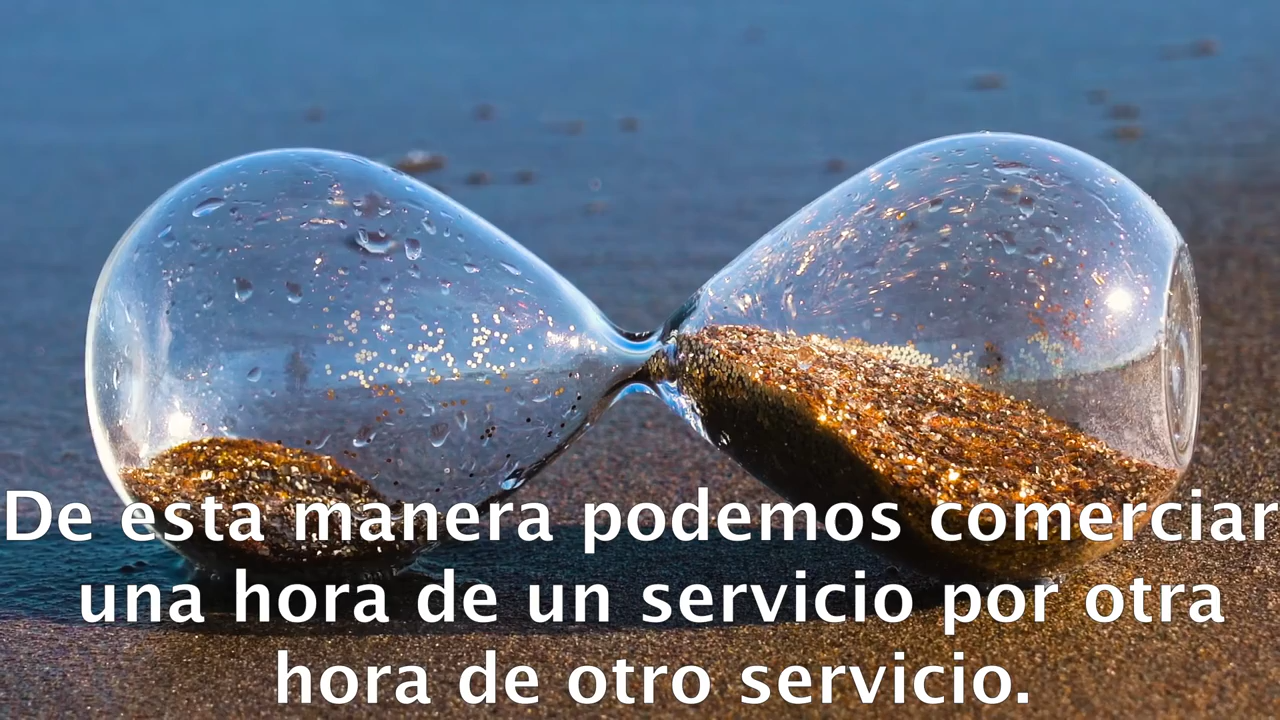 De esta manera podemos comerciar
una hora de un servicio por otra
hora de otro servicio.